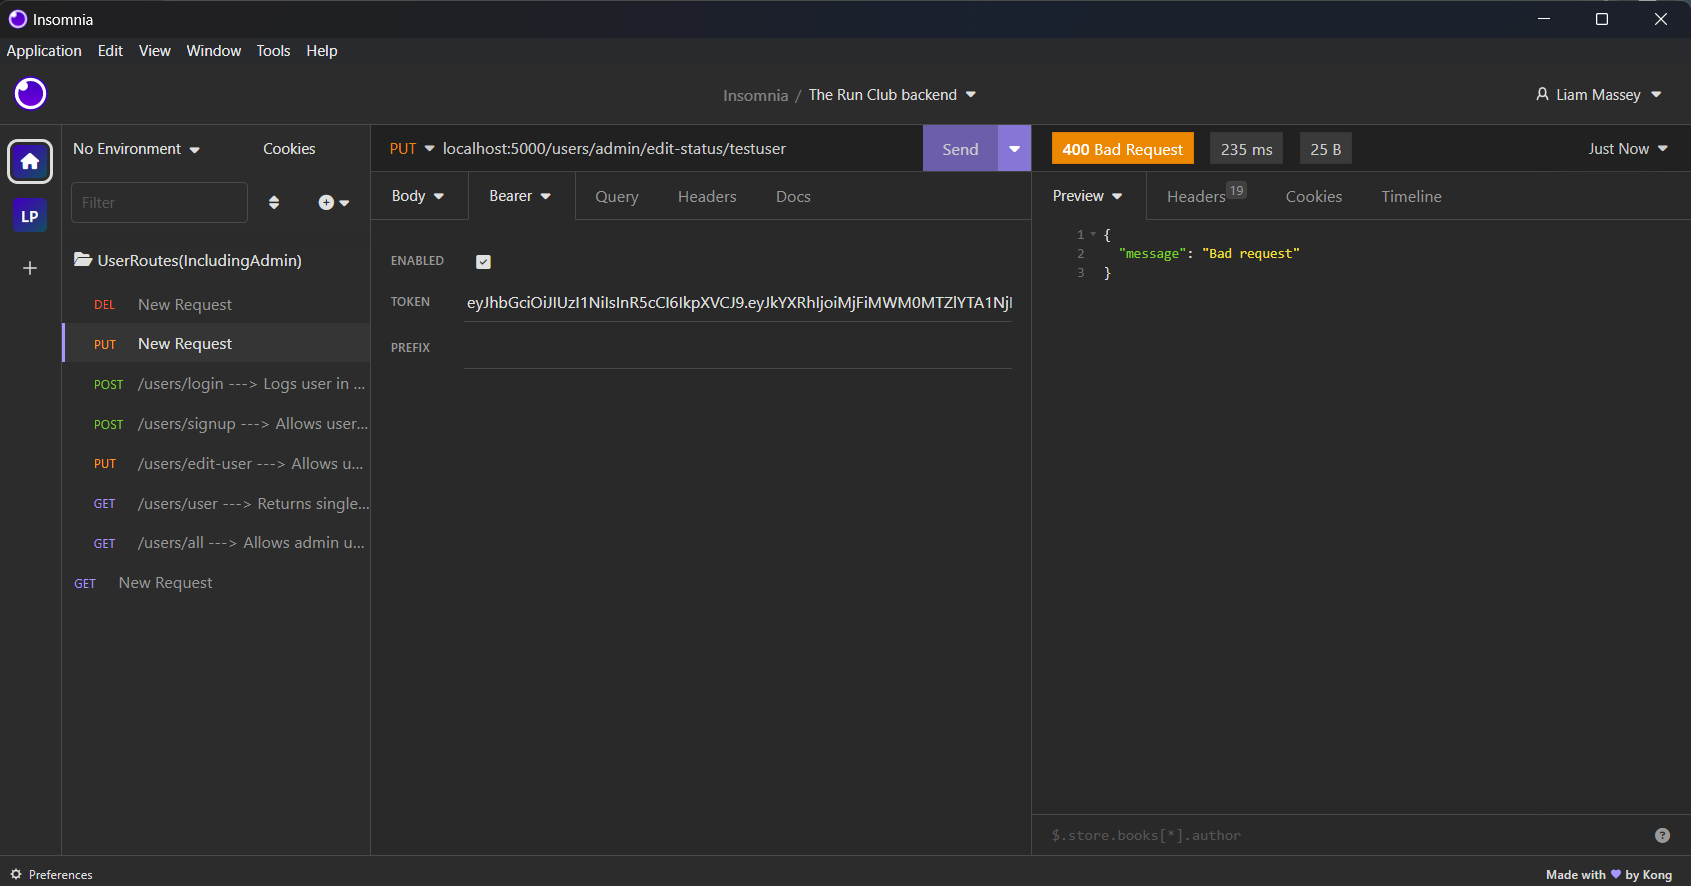 Insomnia
Application Edit View Window Tools Help
Insomnia / The Run Club backend
Liam Massey
No Environment
Cookies
Filter
LP
UserRoutes(IncludingAdmin)
DEL New Request
PUT New Request
POST /users/login ---> Logs user in ...
POST /users/signup ---> Allows user...
PUT /users/edit-user ---> Allows u...
GET /users/user ---> Returns single...
GET /users/all ---> Allows admin u...
GET New Request
PUT localhost:5000/users/admin/edit-status/testuser
Send
Body Bearer Query Headers Docs
ENABLED
TOKEN eyJhbGciOiJIUzI1NiIsInR5cCI6IkpXVCJ9.eyJkYXRhIjoiMjFiMWM0MTZlYTA1Njl
PREFIX
400 Bad Request 235 ms 25 B
Just Now
Preview Headers 19 Cookies Timeline
1 {
2 "message": "Bad request"
3 }
$.store.books[*].author
?
Preferences
Made with by Kong